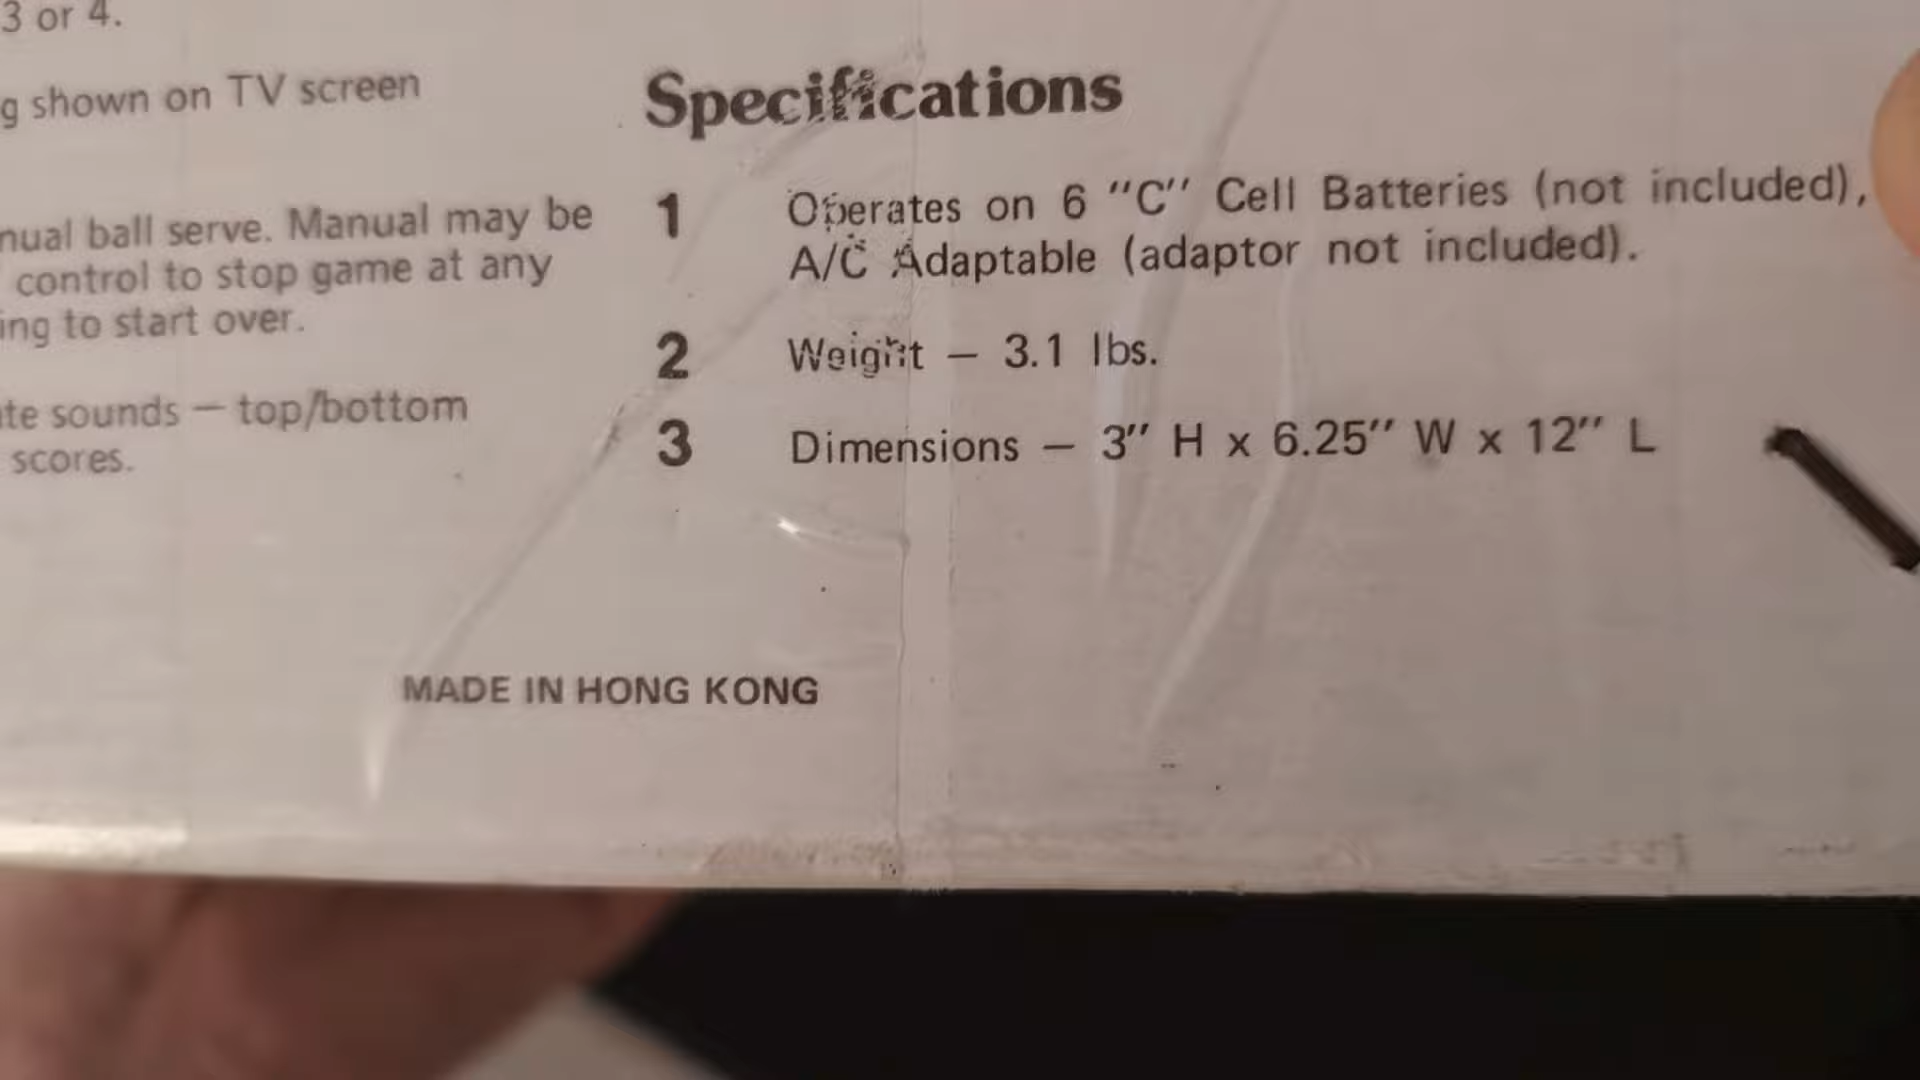 3 or 4.
g shown on TV screen
nual ball serve. Manual may be
control to stop game at any
ing to start over.
te sounds — top/bottom
scores.
Specifications
1 Operates on 6 "C" Cell Batteries (not included),
A/C Adaptable (adaptor not included).
2 Weight — 3.1 lbs.
3 Dimensions — 3" H x 6.25" W x 12" L
MADE IN HONG KONG